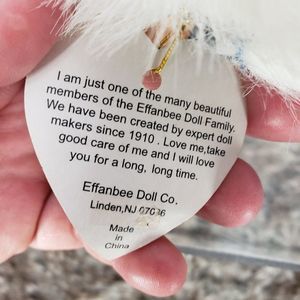 I am just one of the many beautiful
members of the Effanbee Doll Family.
We have been created by expert doll
makers since 1910 . Love me,take
good care of me and I will love
you for a long, long time.
Effanbee Doll Co.
Linden,NJ 07036
Made
in
China